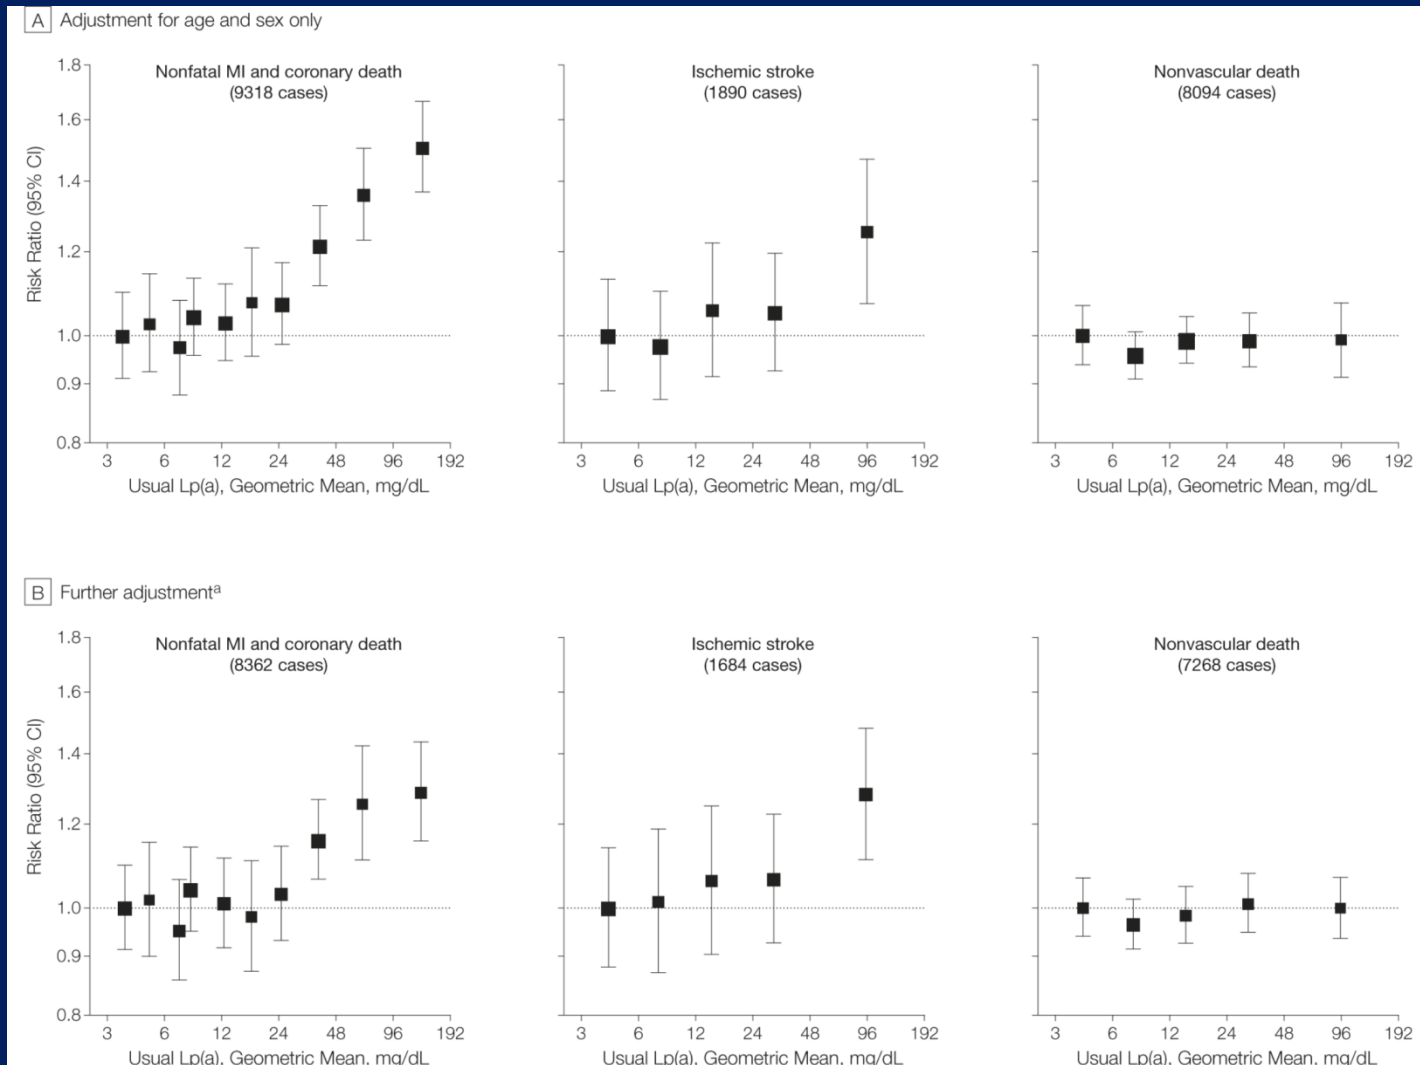 A Adjustment for age and sex only
Nonfatal MI and coronary death
(9318 cases)
Ischemic stroke
(1890 cases)
Nonvascular death
(8094 cases)
Risk Ratio (95% CI)
1.8
1.6
1.4
1.2
1.0
0.9
0.8
3 6 12 24 48 96 192
3 6 12 24 48 96 192
3 6 12 24 48 96 192
Usual Lp(a), Geometric Mean, mg/dL
Usual Lp(a), Geometric Mean, mg/dL
Usual Lp(a), Geometric Mean, mg/dL
B Further adjustmentᵃ
Nonfatal MI and coronary death
(8362 cases)
Ischemic stroke
(1684 cases)
Nonvascular death
(7268 cases)
Risk Ratio (95% CI)
1.8
1.6
1.4
1.2
1.0
0.9
0.8
3 6 12 24 48 96 192
3 6 12 24 48 96 192
3 6 12 24 48 96 192
Usual Lp(a), Geometric Mean, mg/dL
Usual Lp(a), Geometric Mean, mg/dL
Usual Lp(a), Geometric Mean, mg/dL